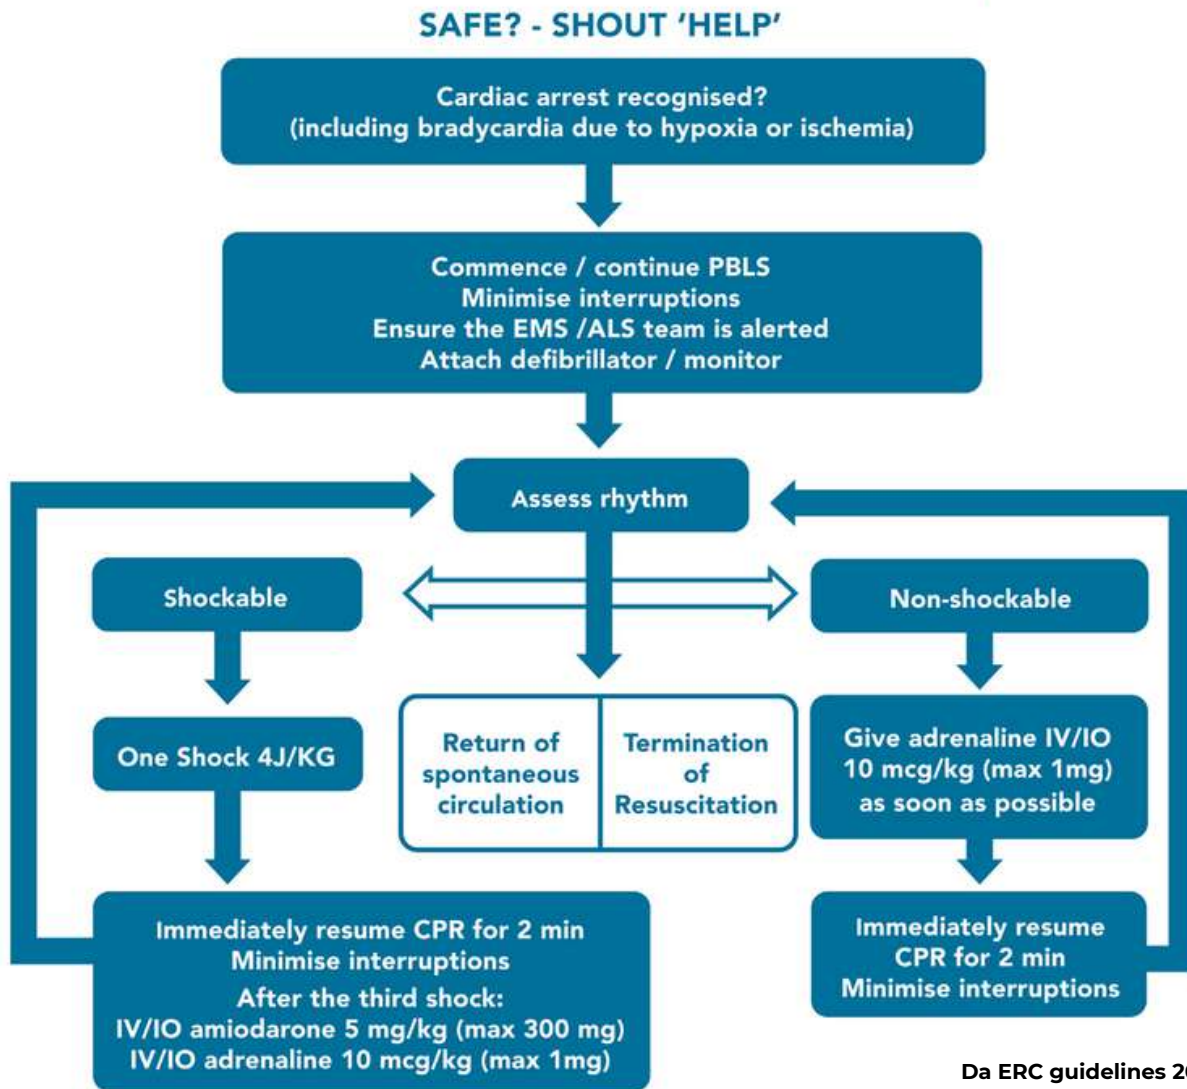 SAFE? - SHOUT 'HELP'
Cardiac arrest recognised?
(including bradycardia due to hypoxia or ischemia)
Commence / continue PBLS
Minimise interruptions
Ensure the EMS /ALS team is alerted
Attach defibrillator / monitor
Assess rhythm
Shockable
Non-shockable
One Shock 4J/KG
Return of
spontaneous
circulation
Termination
of
Resuscitation
Give adrenaline IV/IO
10 mcg/kg (max 1mg)
as soon as possible
Immediately resume CPR for 2 min
Minimise interruptions
After the third shock:
IV/IO amiodarone 5 mg/kg (max 300 mg)
IV/IO adrenaline 10 mcg/kg (max 1mg)
Immediately resume
CPR for 2 min
Minimise interruptions
Da ERC guidelines